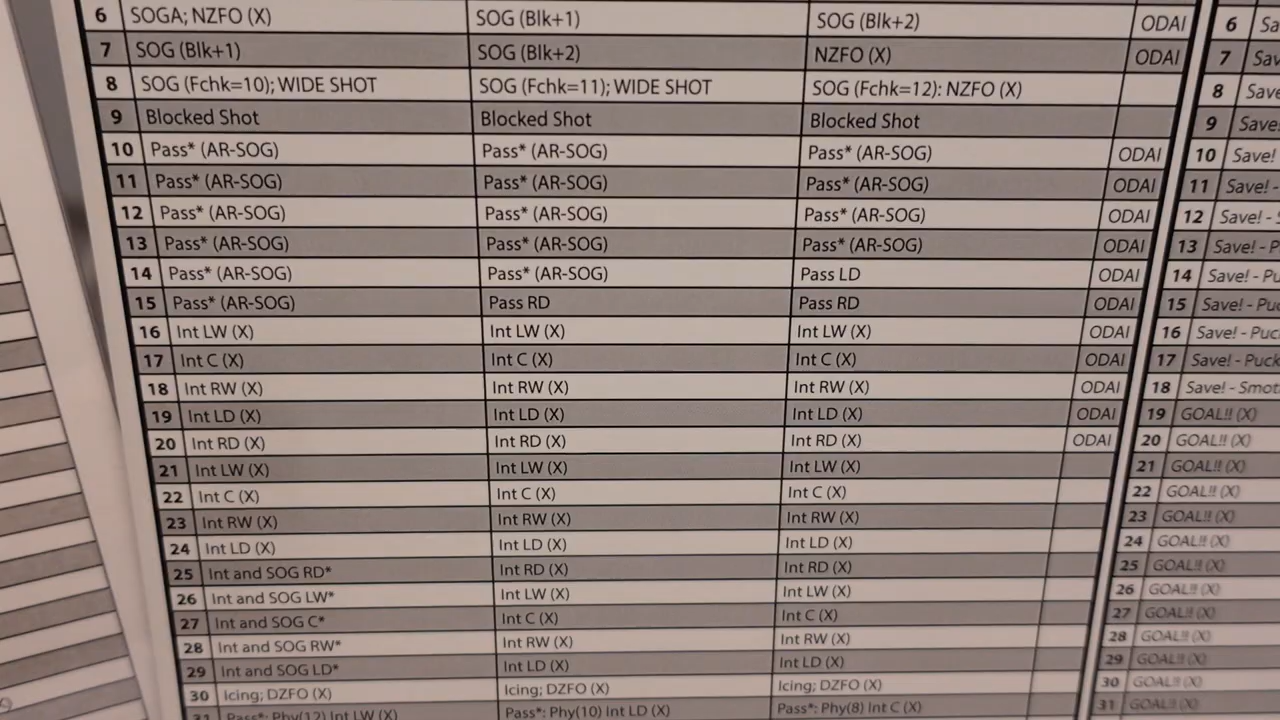 6 SOGA; NZFO (X) SOG (Blk+1) SOG (Blk+2) ODAI 6
7 SOG (Blk+1) SOG (Blk+2) NZFO (X) ODAI 7
8 SOG (Fchk=10); WIDE SHOT SOG (Fchk=11); WIDE SHOT SOG (Fchk=12): NZFO (X) 8 Save
9 Blocked Shot Blocked Shot Blocked Shot 9 Save
10 Pass* (AR-SOG) Pass* (AR-SOG) Pass* (AR-SOG) ODAI 10 Save!
11 Pass* (AR-SOG) Pass* (AR-SOG) Pass* (AR-SOG) ODAI 11 Save! -
12 Pass* (AR-SOG) Pass* (AR-SOG) Pass* (AR-SOG) ODAI 12 Save! - S
13 Pass* (AR-SOG) Pass* (AR-SOG) Pass* (AR-SOG) ODAI 13 Save! - P
14 Pass* (AR-SOG) Pass* (AR-SOG) Pass LD ODAI 14 Save! - Pu
15 Pass* (AR-SOG) Pass RD Pass RD ODAI 15 Save! - Puc
16 Int LW (X) Int LW (X) Int LW (X) ODAI 16 Save! - Puc
17 Int C (X) Int C (X) Int C (X) ODAI 17 Save! - Puck
18 Int RW (X) Int RW (X) Int RW (X) ODAI 18 Save! - Smot
19 Int LD (X) Int LD (X) Int LD (X) ODAI 19 GOAL!! (X)
20 Int RD (X) Int RD (X) Int RD (X) ODAI 20 GOAL!! (X)
21 Int LW (X) Int LW (X) Int LW (X) 21 GOAL!! (X)
22 Int C (X) Int C (X) Int C (X) 22 GOAL!! (X)
23 Int RW (X) Int RW (X) Int RW (X) 23 GOAL!! (X)
24 Int LD (X) Int LD (X) Int LD (X) 24 GOAL!! (X)
25 Int and SOG RD* Int RD (X) Int RD (X) 25 GOAL!! (X)
26 Int and SOG LW* Int LW (X) Int LW (X) 26 GOAL!! (X)
27 Int and SOG C* Int C (X) Int C (X) 27 GOAL!! (X)
28 Int and SOG RW* Int RW (X) Int RW (X) 28 GOAL!! (X)
29 Int and SOG LD* Int LD (X) Int LD (X) 29 GOAL!! (X)
30 Icing; DZFO (X) Icing; DZFO (X) Icing; DZFO (X) 30 GOAL!! (X)
31 Pass*: Phy(12) Int LW (X) Pass*: Phy(10) Int LD (X) Pass*: Phy(8) Int C (X) 31 GOAL!! (X)